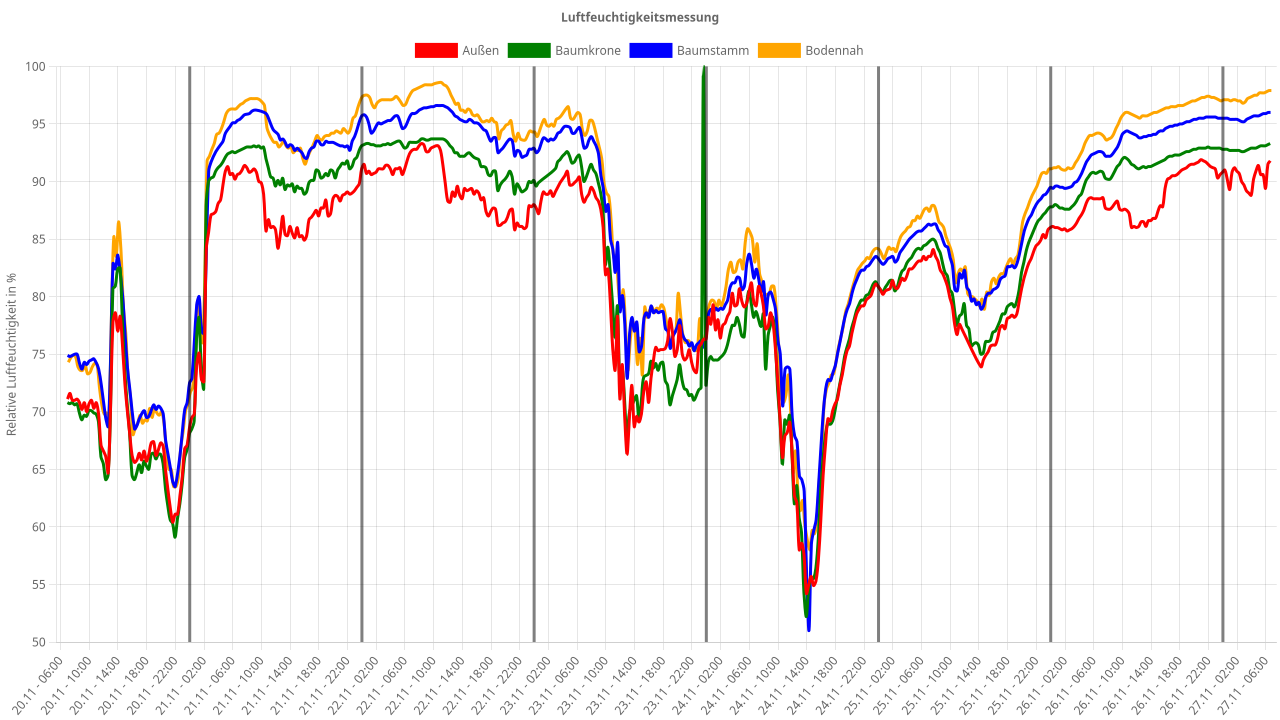 Luftfeuchtigkeitsmessung
Außen Baumkrone Baumstamm Bodennah
Relative Luftfeuchtigkeit in %
100
95
90
85
80
75
70
65
60
55
50
20.11 - 06:00
20.11 - 10:00
20.11 - 14:00
20.11 - 18:00
20.11 - 22:00
21.11 - 02:00
21.11 - 06:00
21.11 - 10:00
21.11 - 14:00
21.11 - 18:00
21.11 - 22:00
22.11 - 02:00
22.11 - 06:00
22.11 - 10:00
22.11 - 14:00
22.11 - 18:00
22.11 - 22:00
23.11 - 02:00
23.11 - 06:00
23.11 - 10:00
23.11 - 14:00
23.11 - 18:00
23.11 - 22:00
24.11 - 02:00
24.11 - 06:00
24.11 - 10:00
24.11 - 14:00
24.11 - 18:00
24.11 - 22:00
25.11 - 02:00
25.11 - 06:00
25.11 - 10:00
25.11 - 14:00
25.11 - 18:00
25.11 - 22:00
26.11 - 02:00
26.11 - 06:00
26.11 - 10:00
26.11 - 14:00
26.11 - 18:00
26.11 - 22:00
27.11 - 02:00
27.11 - 06:00